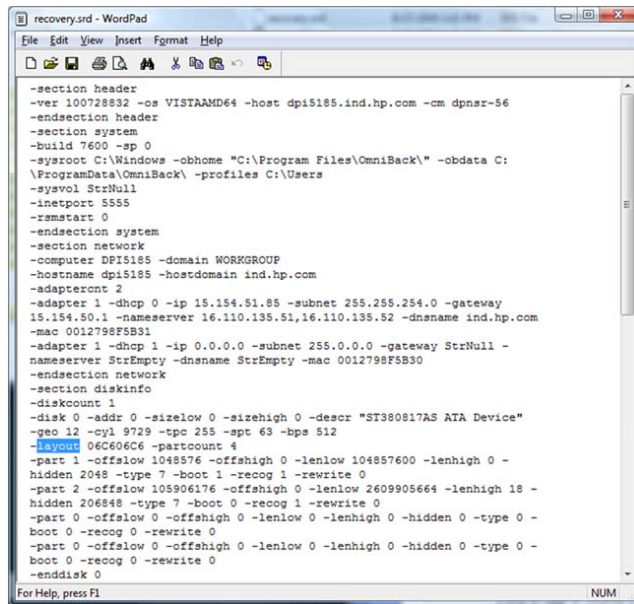 recovery.srd - WordPad
File Edit View Insert Format Help
-section header
-ver 100728832 -os VISTAAMD64 -host dpi5185.ind.hp.com -cm dpnsr-56
-endsection header
-section system
-build 7600 -sp 0
-sysroot C:\Windows -obhome "C:\Program Files\OmniBack\" -obdata C:
\ProgramData\OmniBack\ -profiles C:\Users
-sysvol StrNull
-inetport 5555
-rsmstart 0
-endsection system
-section network
-computer DPI5185 -domain WORKGROUP
-hostname dpi5185 -hostdomain ind.hp.com
-adaptercnt 2
-adapter 1 -dhcp 0 -ip 15.154.51.85 -subnet 255.255.254.0 -gateway
15.154.50.1 -nameserver 16.110.135.51,16.110.135.52 -dnsname ind.hp.com
-mac 0012798F5B31
-adapter 1 -dhcp 1 -ip 0.0.0.0 -subnet 255.0.0.0 -gateway StrNull -
nameserver StrEmpty -dnsname StrEmpty -mac 0012798F5B30
-endsection network
-section diskinfo
-diskcount 1
-disk 0 -addr 0 -sizelow 0 -sizehigh 0 -descr "ST380817AS ATA Device"
-geo 12 -cyl 9729 -tpc 255 -spt 63 -bps 512
-layout 06C606C6 -partcount 4
-part 1 -offslow 1048576 -offshigh 0 -lenlow 104857600 -lenhigh 0 -
hidden 2048 -type 7 -boot 1 -recog 1 -rewrite 0
-part 2 -offslow 105906176 -offshigh 0 -lenlow 2609905664 -lenhigh 18 -
hidden 206848 -type 7 -boot 0 -recog 1 -rewrite 0
-part 0 -offslow 0 -offshigh 0 -lenlow 0 -lenhigh 0 -hidden 0 -type 0 -
boot 0 -recog 0 -rewrite 0
-part 0 -offslow 0 -offshigh 0 -lenlow 0 -lenhigh 0 -hidden 0 -type 0 -
boot 0 -recog 0 -rewrite 0
-enddisk 0
For Help, press F1
NUM